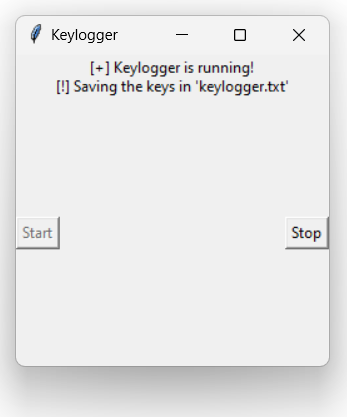 Keylogger
[+] Keylogger is running!
[!] Saving the keys in 'keylogger.txt'
Start
Stop